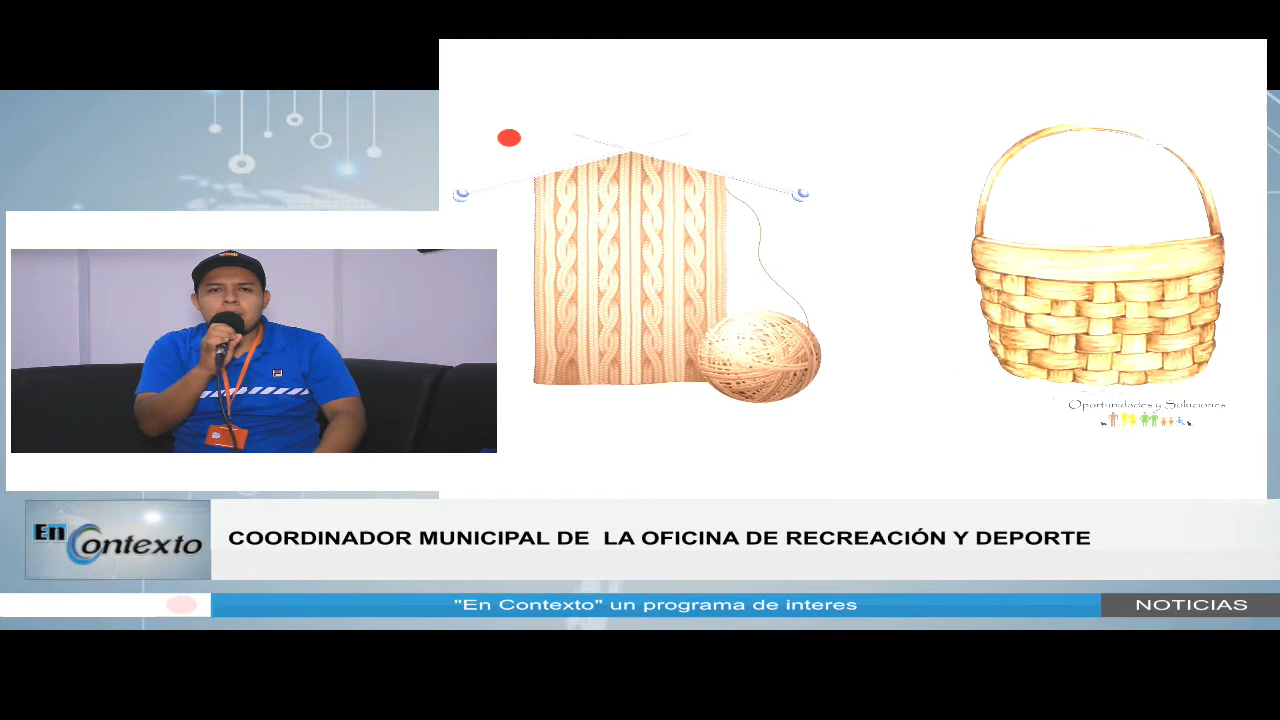 Oportunidades y Soluciones
En Contexto
COORDINADOR MUNICIPAL DE LA OFICINA DE RECREACIÓN Y DEPORTE
"En Contexto" un programa de interes
NOTICIAS